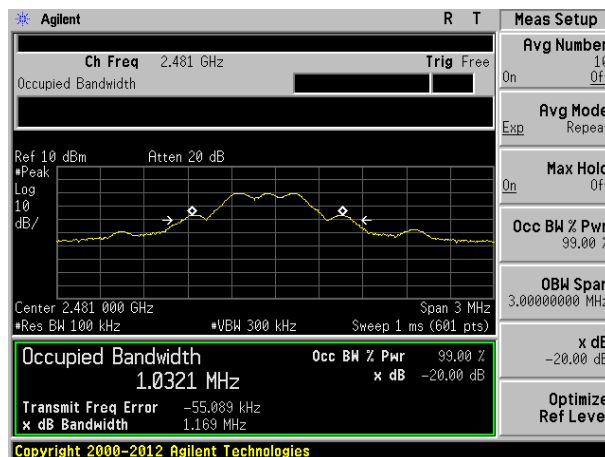 Agilent R T
Ch Freq 2.481 GHz Trig Free
Occupied Bandwidth
Ref 10 dBm Atten 20 dB
#Peak
Log
10
dB/
Center 2.481 000 GHz Span 3 MHz
#Res BW 100 kHz #VBW 300 kHz Sweep 1 ms (601 pts)
Occupied Bandwidth Occ BW % Pwr 99.00 %
1.0321 MHz x dB -20.00 dB
Transmit Freq Error -55.089 kHz
x dB Bandwidth 1.169 MHz
Copyright 2000-2012 Agilent Technologies
Meas Setup
Avg Number
10
On Off
Avg Mode
Exp Repeat
Max Hold
On Off
Occ BW % Pwr
99.00 %
OBW Span
3.00000000 MHz
x dB
-20.00 dB
Optimize
Ref Level